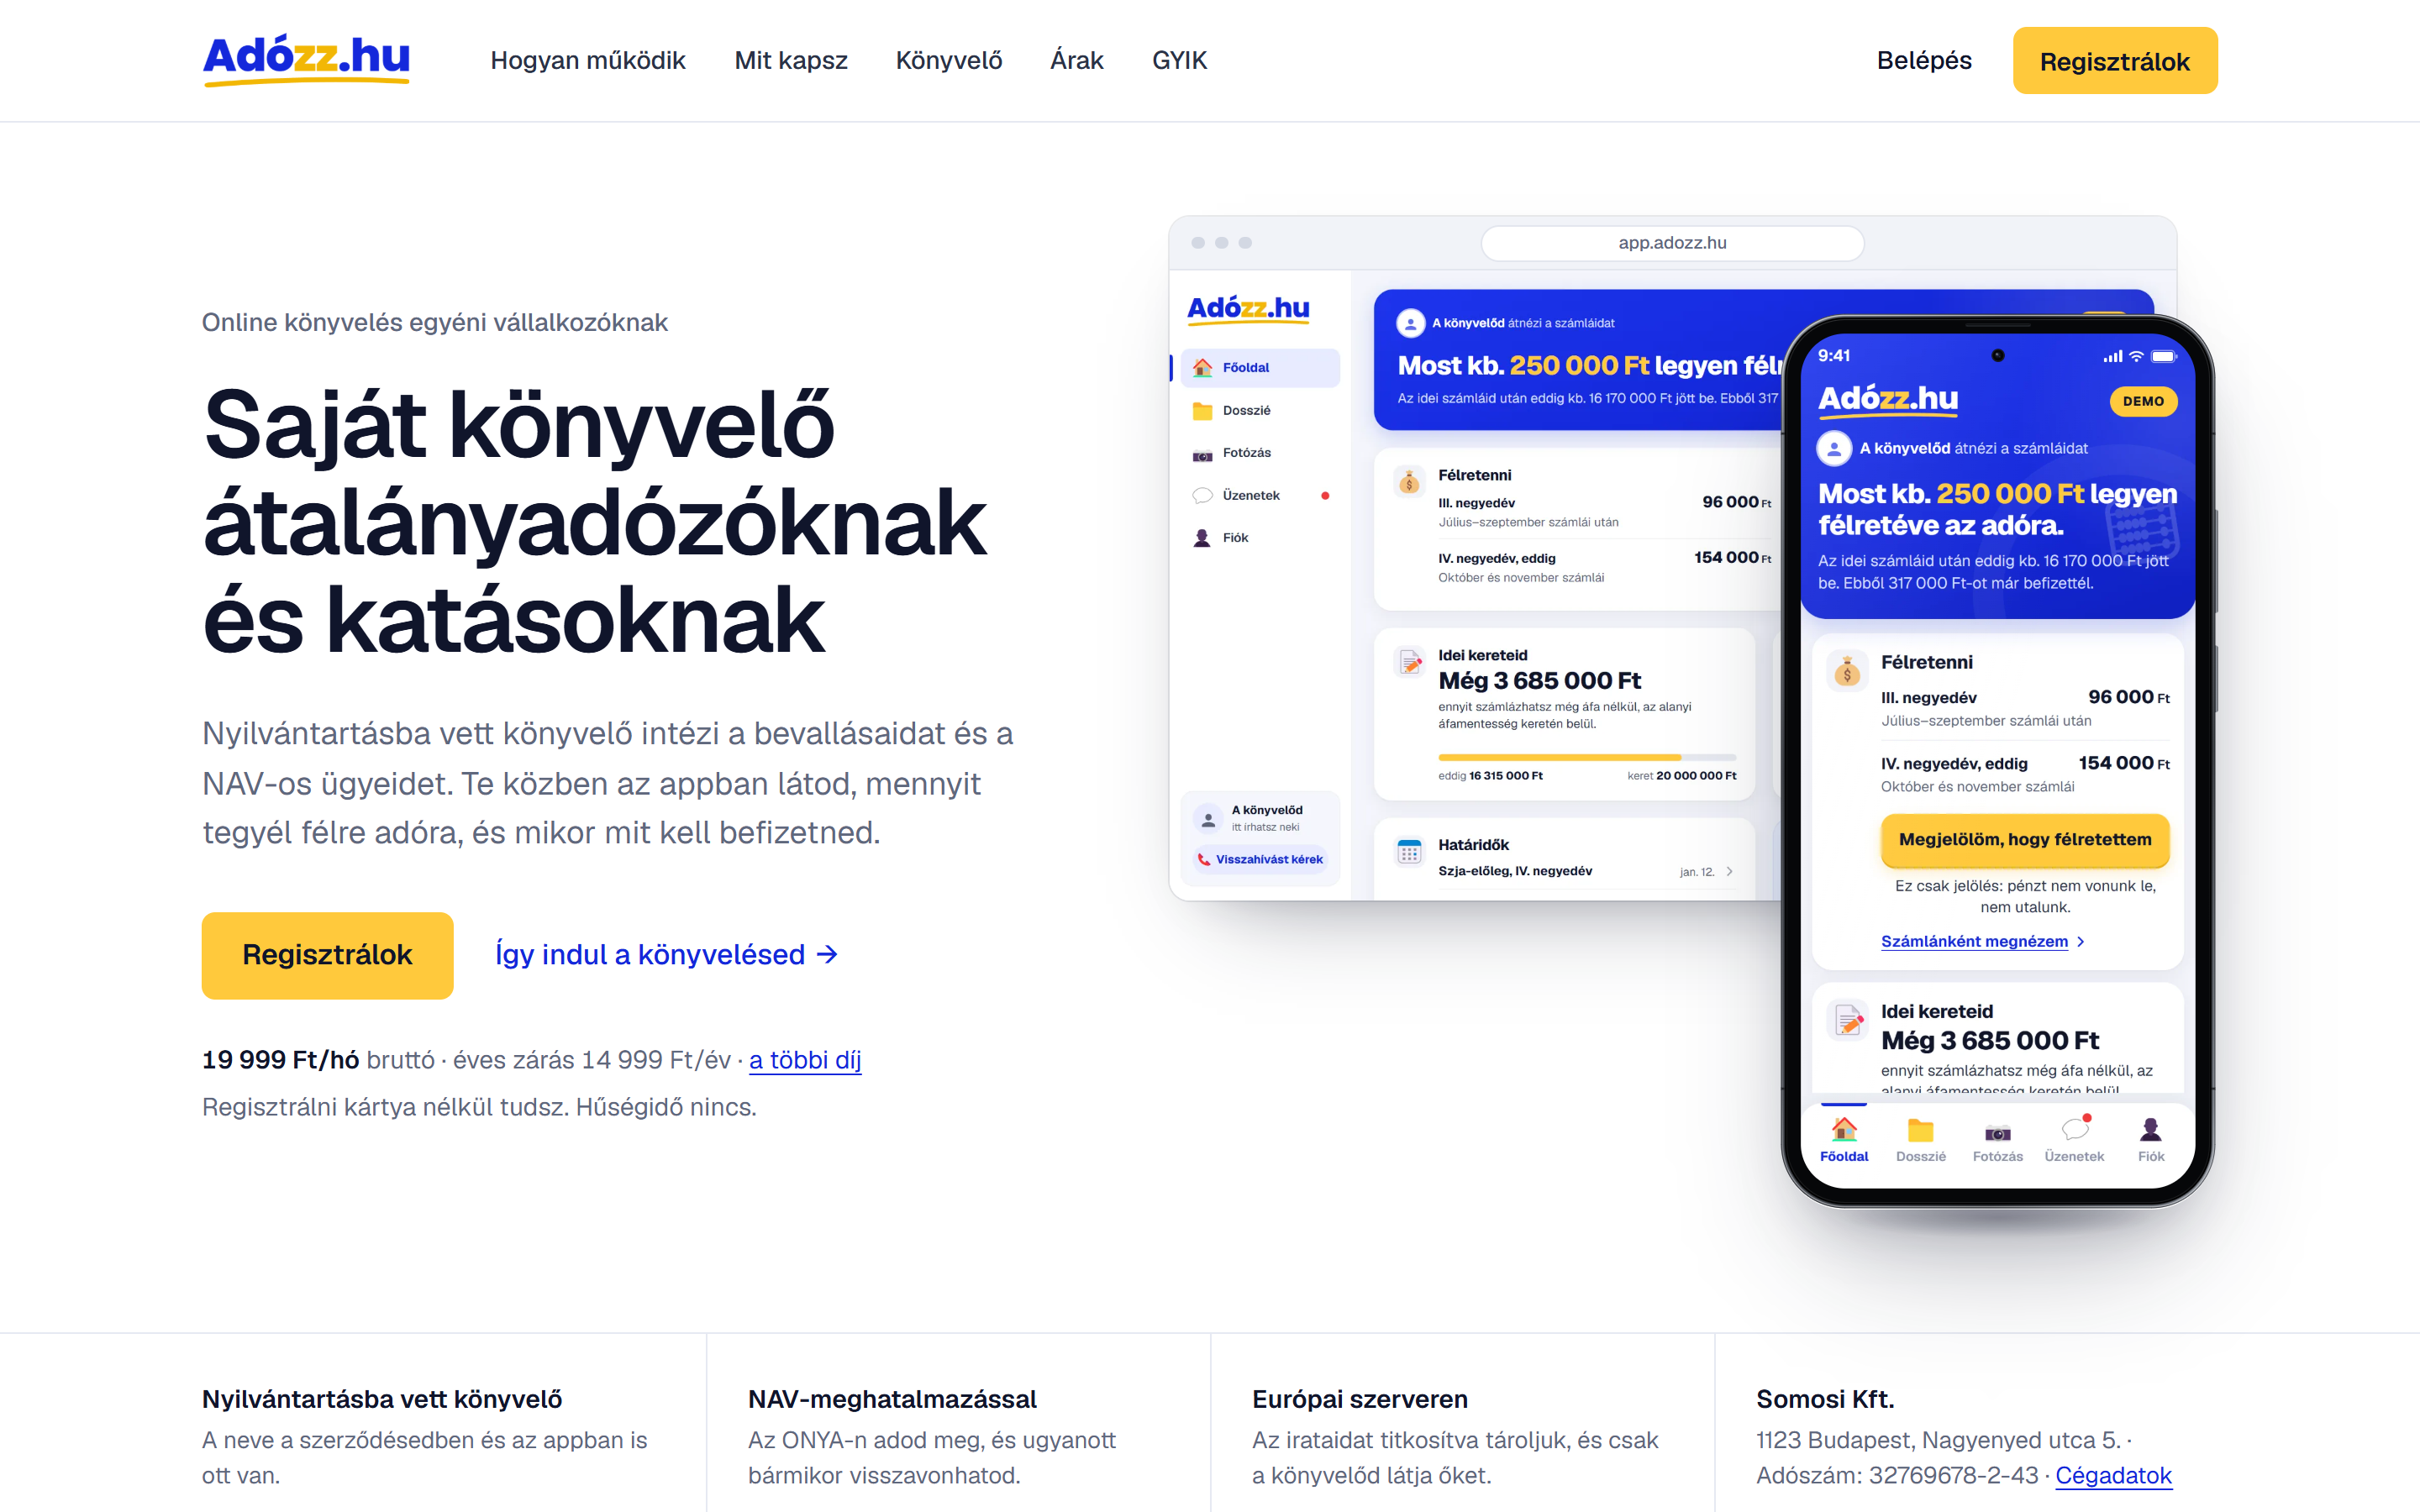 Adózz.hu
Hogyan működik
Mit kapsz
Könyvelő
Árak
GYIK
Belépés
Regisztrálok
Online könyvelés egyéni vállalkozóknak
Saját könyvelő
átalányadózóknak
és katásoknak
Nyilvántartásba vett könyvelő intézi a bevallásaidat és a
NAV-os ügyeidet. Te közben az appban látod, mennyit
tegyél félre adóra, és mikor mit kell befizetned.
Regisztrálok
Így indul a könyvelésed →
19 999 Ft/hó bruttó · éves zárás 14 999 Ft/év · a többi díj
Regisztrálni kártya nélkül tudsz. Hűségidő nincs.
app.adozz.hu
Adózz.hu
Főoldal
Dosszié
Fotózás
Üzenetek
Fiók
A könyvelőd
itt írhatsz neki
Visszahívást kérek
A könyvelőd átnézi a számláidat
Most kb. 250 000 Ft legyen félr
Az idei számláid után eddig kb. 16 170 000 Ft jött be. Ebből 317
Félretenni
III. negyedév 96 000 Ft
Július–szeptember számlái után
IV. negyedév, eddig 154 000 Ft
Október és november számlái
Idei kereteid
Még 3 685 000 Ft
ennyit számlázhatsz még áfa nélkül, az alanyi
áfamentesség keretén belül.
eddig 16 315 000 Ft keret 20 000 000 Ft
Határidők
Szja-előleg, IV. negyedév jan. 12.
9:41
Adózz.hu
DEMO
A könyvelőd átnézi a számláidat
Most kb. 250 000 Ft legyen
félretéve az adóra.
Az idei számláid után eddig kb. 16 170 000 Ft jött
be. Ebből 317 000 Ft-ot már befizettél.
Félretenni
III. negyedév 96 000 Ft
Július–szeptember számlái után
IV. negyedév, eddig 154 000 Ft
Október és november számlái
Megjelölöm, hogy félretettem
Ez csak jelölés: pénzt nem vonunk le,
nem utalunk.
Számlánként megnézem
Idei kereteid
Még 3 685 000 Ft
ennyit számlázhatsz még áfa nélkül, az
alanyi áfamentesség keretén belül
Főoldal
Dosszié
Fotózás
Üzenetek
Fiók
Nyilvántartásba vett könyvelő
A neve a szerződésedben és az appban is
ott van.
NAV-meghatalmazással
Az ONYA-n adod meg, és ugyanott
bármikor visszavonhatod.
Európai szerveren
Az irataidat titkosítva tároljuk, és csak
a könyvelőd látja őket.
Somosi Kft.
1123 Budapest, Nagyenyed utca 5. ·
Adószám: 32769678-2-43 · Cégadatok